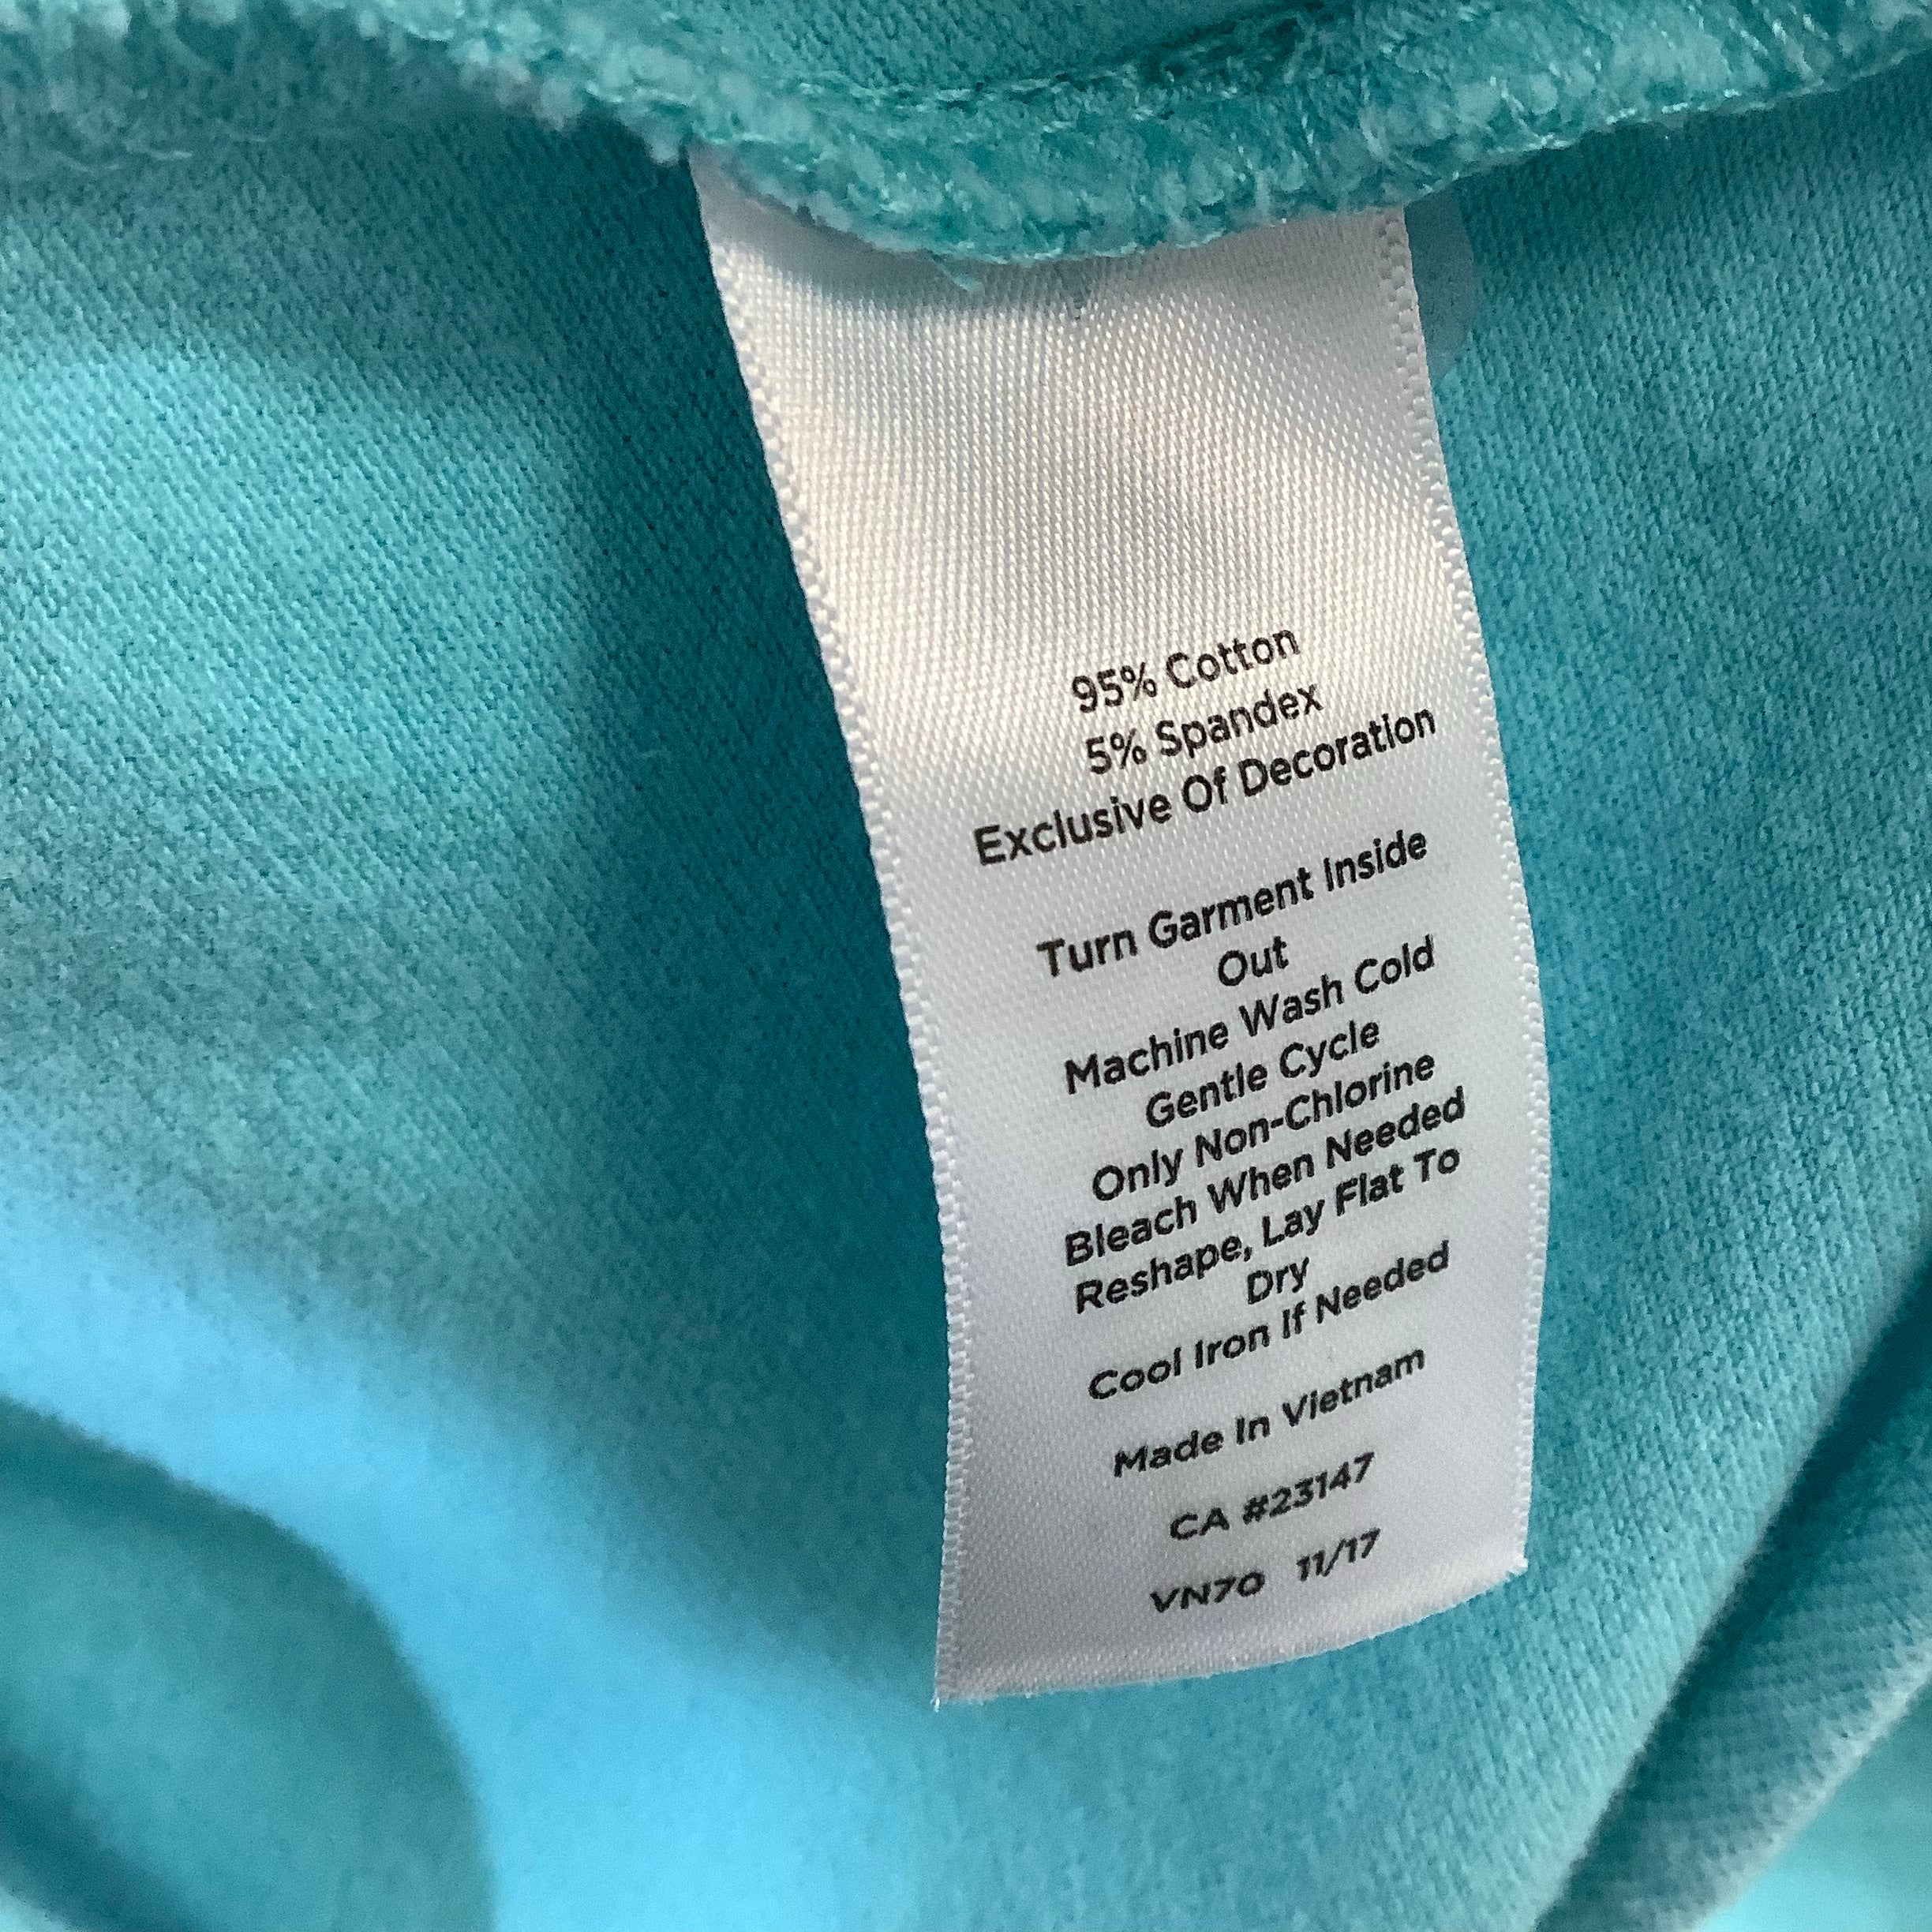 95% Cotton
5% Spandex
Exclusive Of Decoration
Turn Garment Inside
Out
Machine Wash Cold
Gentle Cycle
Only Non-Chlorine
Bleach When Needed
Reshape, Lay Flat To
Dry
Cool Iron If Needed
Made In Vietnam
CA #23147
VN70 11/17